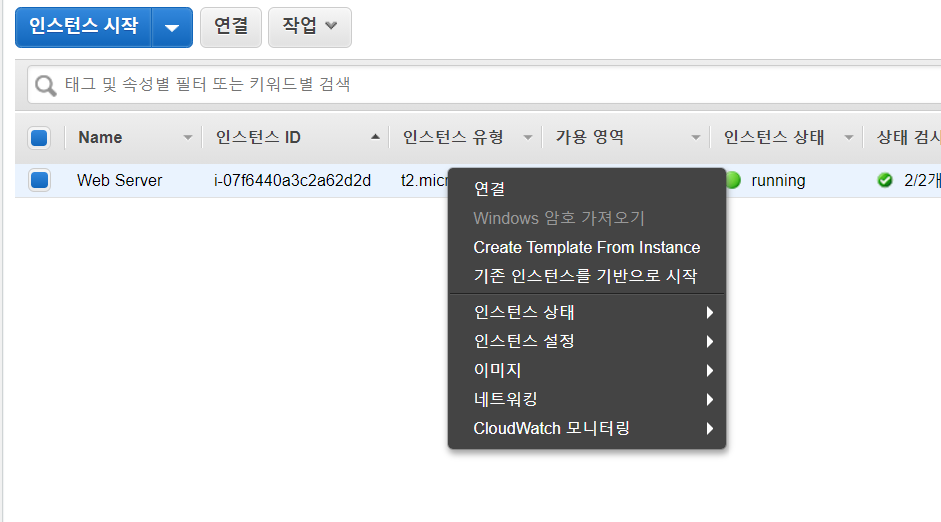 인스턴스 시작 연결 작업
태그 및 속성별 필터 또는 키워드별 검색
Name 인스턴스 ID 인스턴스 유형 가용 영역 인스턴스 상태 상태 검사
Web Server i-07f6440a3c2a62d2d t2.micr running 2/2개
연결
Windows 암호 가져오기
Create Template From Instance
기존 인스턴스를 기반으로 시작
인스턴스 상태
인스턴스 설정
이미지
네트워킹
CloudWatch 모니터링